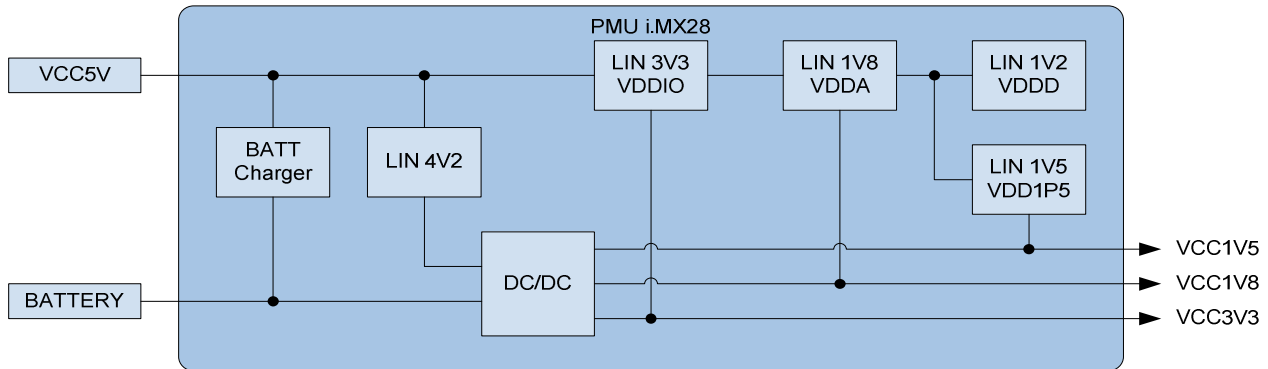 PMU i.MX28
VCC5V
LIN 3V3
VDDIO
LIN 1V8
VDDA
LIN 1V2
VDDD
BATT
Charger
LIN 4V2
LIN 1V5
VDD1P5
DC/DC
VCC1V5
BATTERY
VCC1V8
VCC3V3